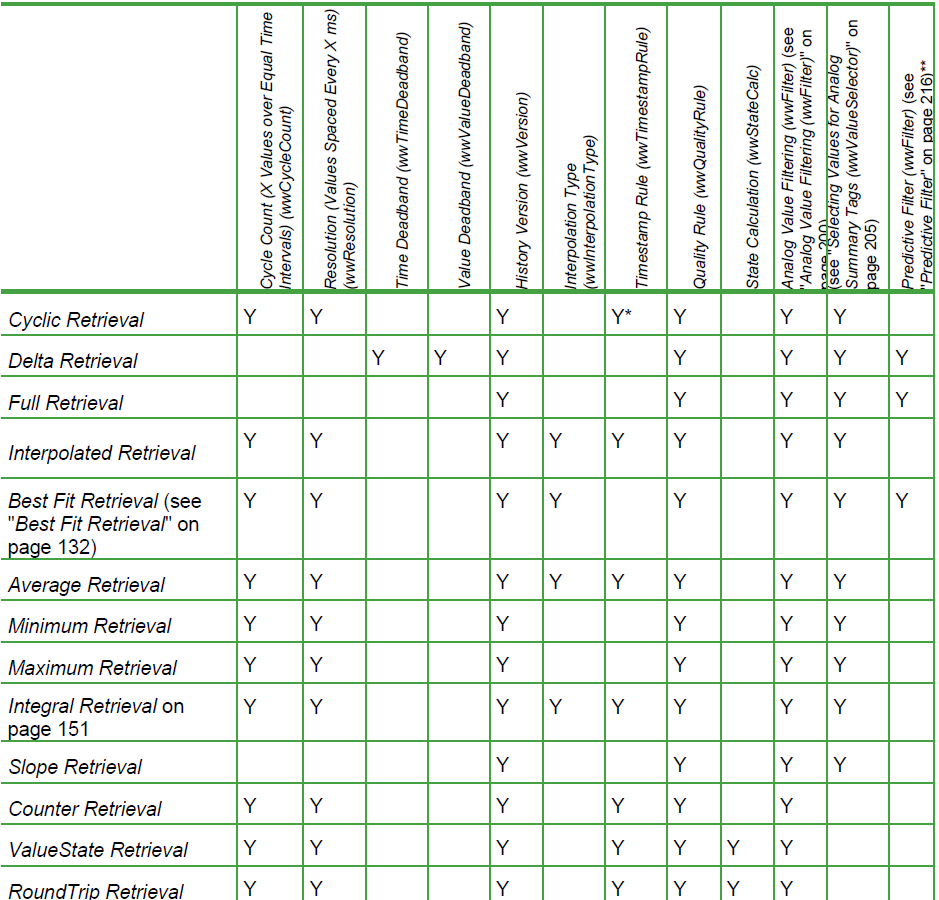 Cycle Count (X Values over Equal Time
Intervals) (wwCycleCount)
Resolution (Values Spaced Every X ms)
(wwResolution)
Time Deadband (wwTimeDeadband)
Value Deadband (wwValueDeadband)
History Version (wwVersion)
Interpolation Type
(wwInterpolationType)
Timestamp Rule (wwTimestampRule)
Quality Rule (wwQualityRule)
State Calculation (wwStateCalc)
Analog Value Filtering (wwFilter) (see
"Analog Value Filtering (wwFilter)" on
page 200)
(see "Selecting Values for Analog
Summary Tags (wwValueSelector)" on
page 205)
Predictive Filter (wwFilter) (see
"Predictive Filter" on page 216)**
Cyclic Retrieval Y Y Y Y* Y Y Y
Delta Retrieval Y Y Y Y Y Y Y
Full Retrieval Y Y Y Y Y
Interpolated Retrieval Y Y Y Y Y Y Y Y
Best Fit Retrieval (see Y Y Y Y Y Y Y Y
"Best Fit Retrieval" on
page 132)
Average Retrieval Y Y Y Y Y Y Y Y
Minimum Retrieval Y Y Y Y Y Y
Maximum Retrieval Y Y Y Y Y Y
Integral Retrieval on Y Y Y Y Y Y Y Y
page 151
Slope Retrieval Y Y Y Y
Counter Retrieval Y Y Y Y Y Y
ValueState Retrieval Y Y Y Y Y Y Y
RoundTrip Retrieval Y Y Y Y Y Y Y